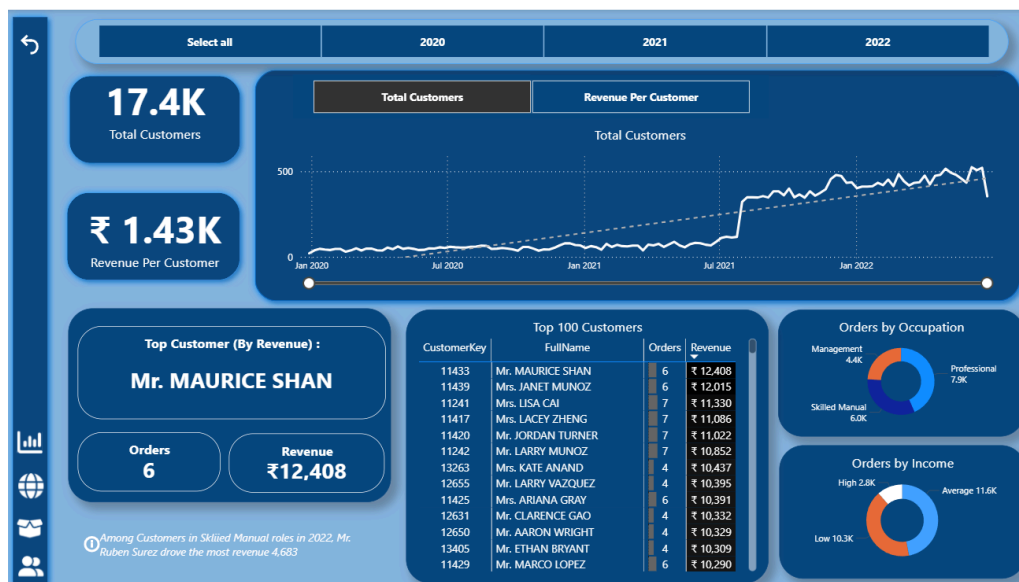 Select all 2020 2021 2022
17.4K
Total Customers
₹ 1.43K
Revenue Per Customer
Total Customers Revenue Per Customer
Total Customers
500
0
Jan 2020 Jul 2020 Jan 2021 Jul 2021 Jan 2022
Top Customer (By Revenue) :
Mr. MAURICE SHAN
Orders
6
Revenue
₹12,408
Among Customers in Skliied Manual roles in 2022, Mr.
Ruben Surez drove the most revenue 4,683
Top 100 Customers
CustomerKey FullName Orders Revenue
11433 Mr. MAURICE SHAN 6 ₹ 12,408
11439 Mrs. JANET MUNOZ 6 ₹ 12,015
11241 Mrs. LISA CAI 7 ₹ 11,330
11417 Mrs. LACEY ZHENG 7 ₹ 11,086
11420 Mr. JORDAN TURNER 7 ₹ 11,022
11242 Mr. LARRY MUNOZ 7 ₹ 10,852
13263 Mrs. KATE ANAND 4 ₹ 10,437
12655 Mr. LARRY VAZQUEZ 4 ₹ 10,395
11425 Mrs. ARIANA GRAY 6 ₹ 10,391
12631 Mr. CLARENCE GAO 4 ₹ 10,332
12650 Mr. AARON WRIGHT 4 ₹ 10,329
13405 Mr. ETHAN BRYANT 4 ₹ 10,309
11429 Mr. MARCO LOPEZ 6 ₹ 10,290
Orders by Occupation
Management
4.4K
Professional
7.9K
Skilled Manual
6.0K
Orders by Income
High 2.8K
Average 11.6K
Low 10.3K